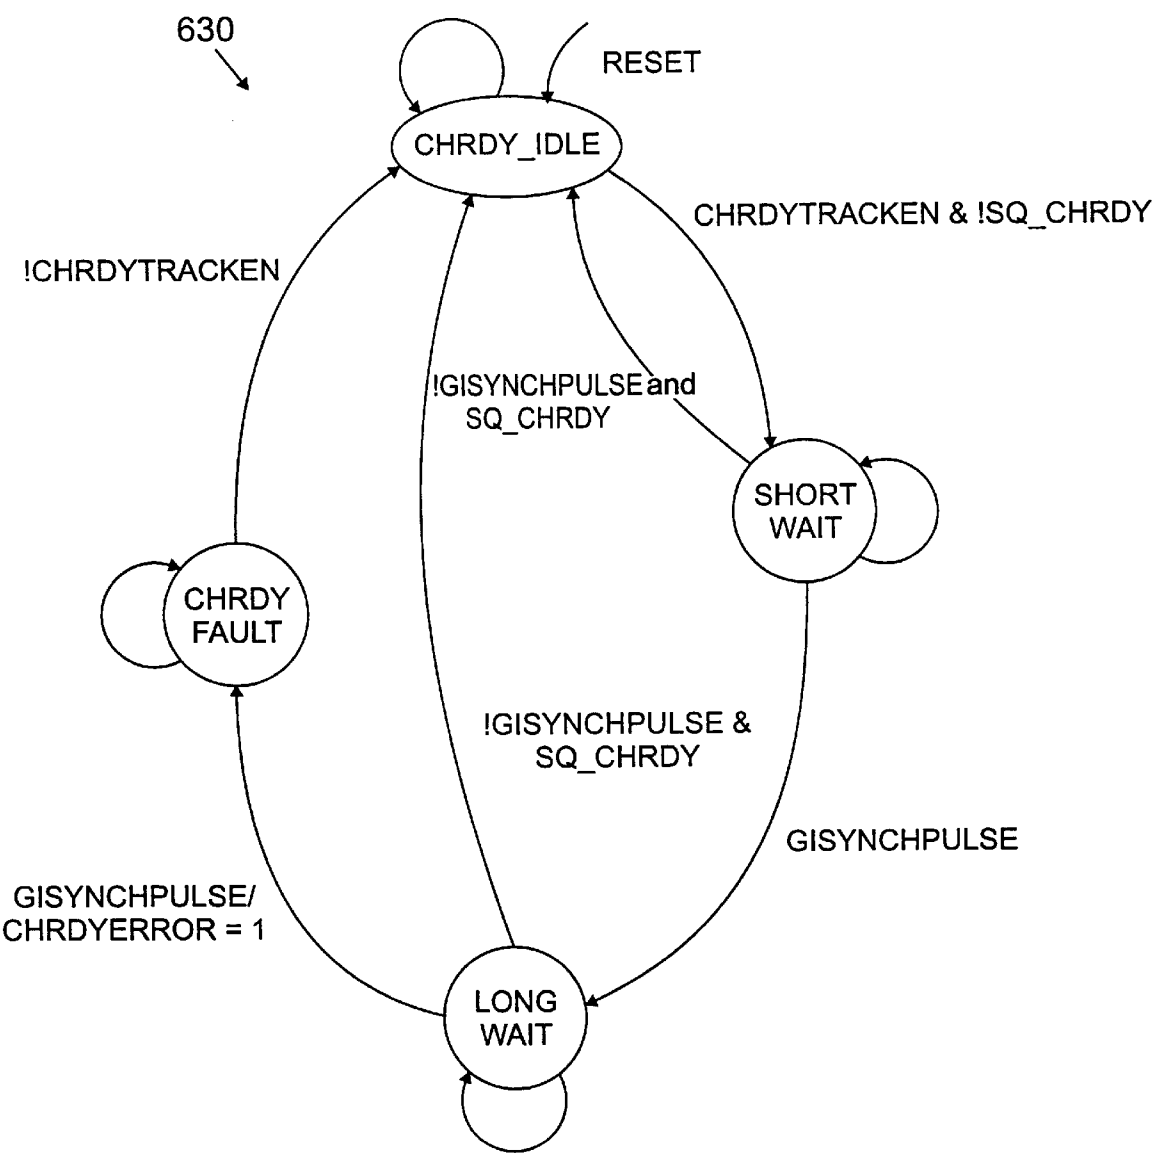 630
RESET
CHRDY_IDLE
CHRDYTRACKEN & !SQ_CHRDY
!CHRDYTRACKEN
!GISYNCHPULSE and
SQ_CHRDY
SHORT
WAIT
CHRDY
FAULT
!GISYNCHPULSE &
SQ_CHRDY
GISYNCHPULSE
GISYNCHPULSE/
CHRDYERROR = 1
LONG
WAIT